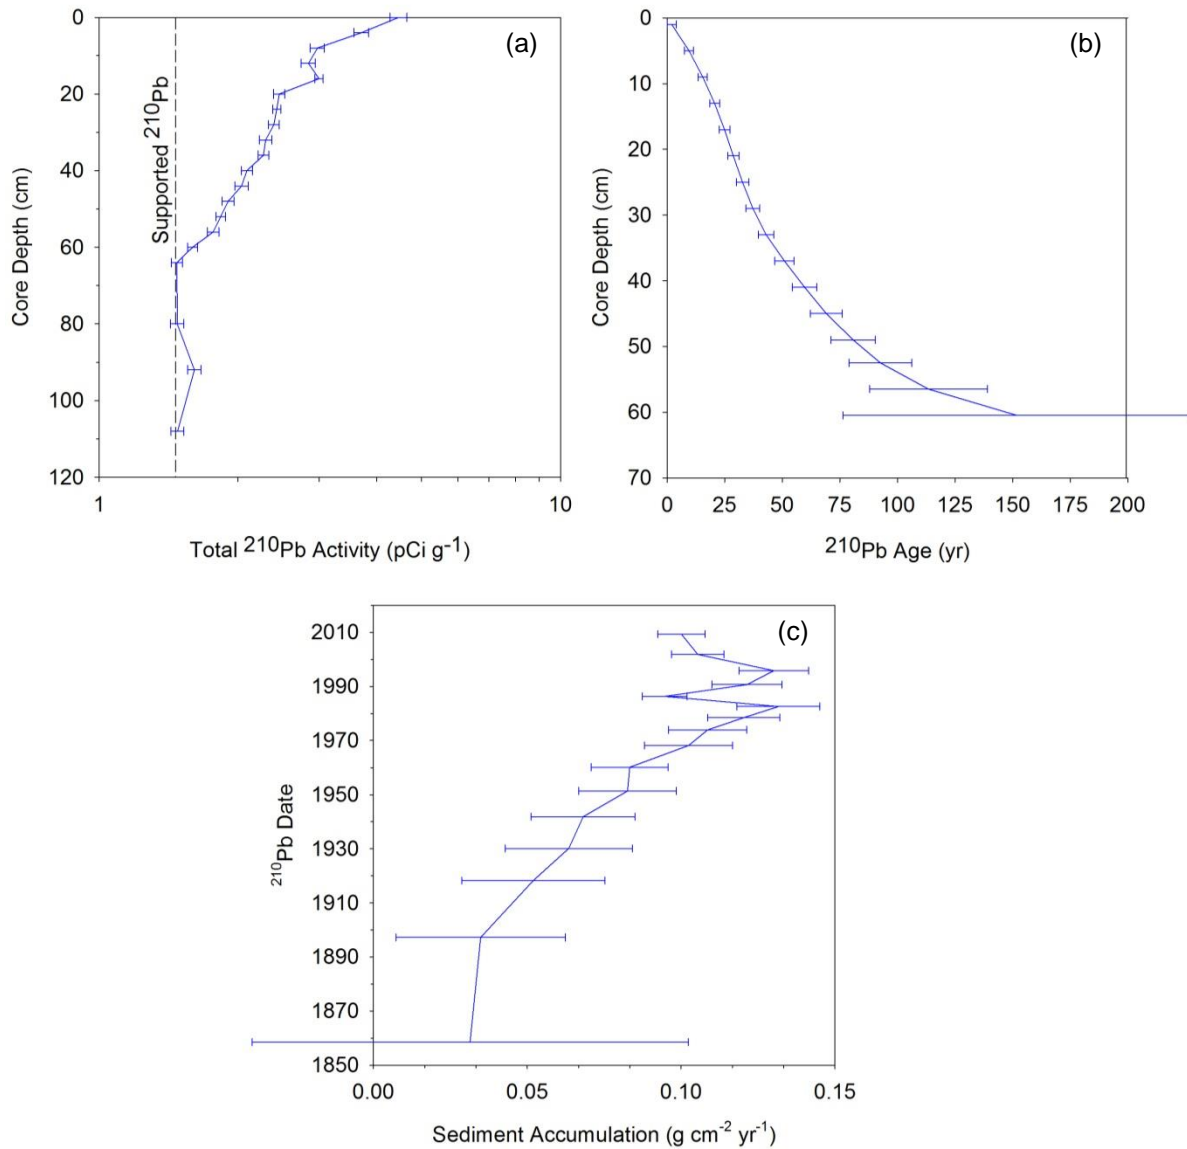 (a)
0
20
40
60
80
100
120
Core Depth (cm)
Supported ²¹⁰Pb
1
10
Total ²¹⁰Pb Activity (pCi g⁻¹)
(b)
0
10
20
30
40
50
60
70
Core Depth (cm)
0 25 50 75 100 125 150 175 200
²¹⁰Pb Age (yr)
(c)
2010
1990
1970
1950
1930
1910
1890
1870
1850
²¹⁰Pb Date
0.00 0.05 0.10 0.15
Sediment Accumulation (g cm⁻² yr⁻¹)